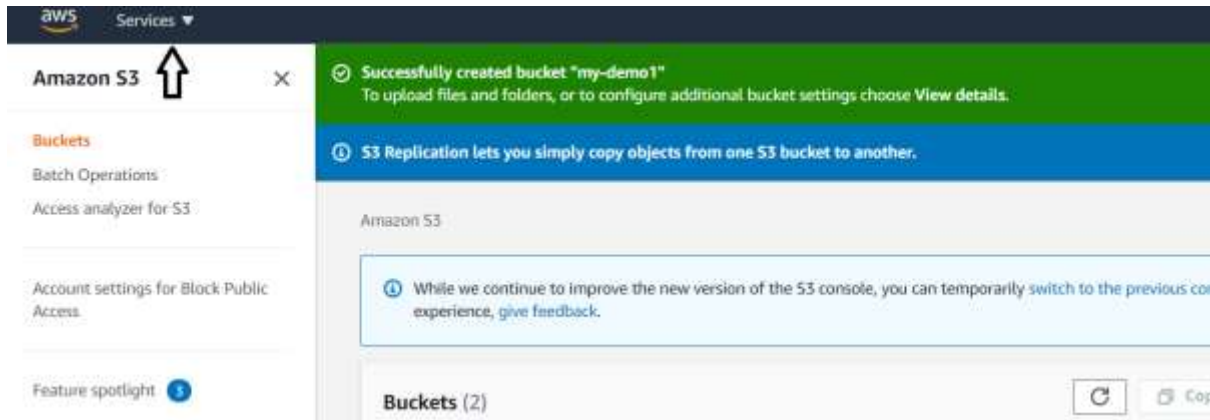 aws Services ▼
Amazon S3
Buckets
Batch Operations
Access analyzer for S3
Account settings for Block Public
Access
Feature spotlight 3
Successfully created bucket "my-demo1"
To upload files and folders, or to configure additional bucket settings choose View details.
S3 Replication lets you simply copy objects from one S3 bucket to another.
Amazon S3
While we continue to improve the new version of the S3 console, you can temporarily switch to the previous co
experience, give feedback.
Buckets (2)
Cop